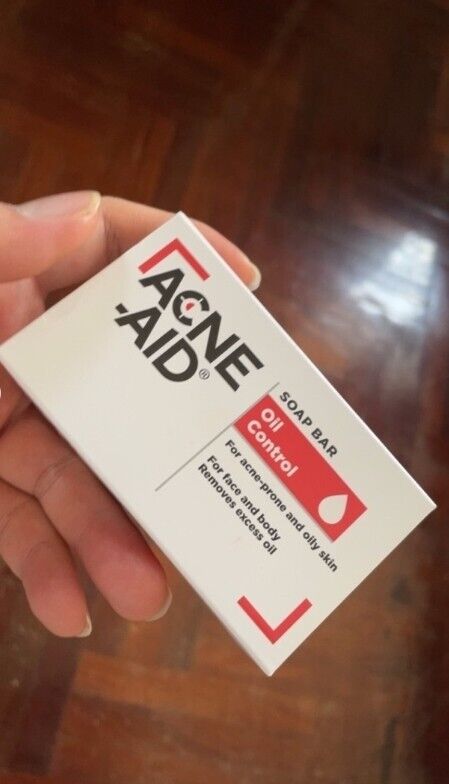 ACNE
-AID®
SOAP BAR
Oil
Control
For acne-prone and oily skin
For face and body
Removes excess oil